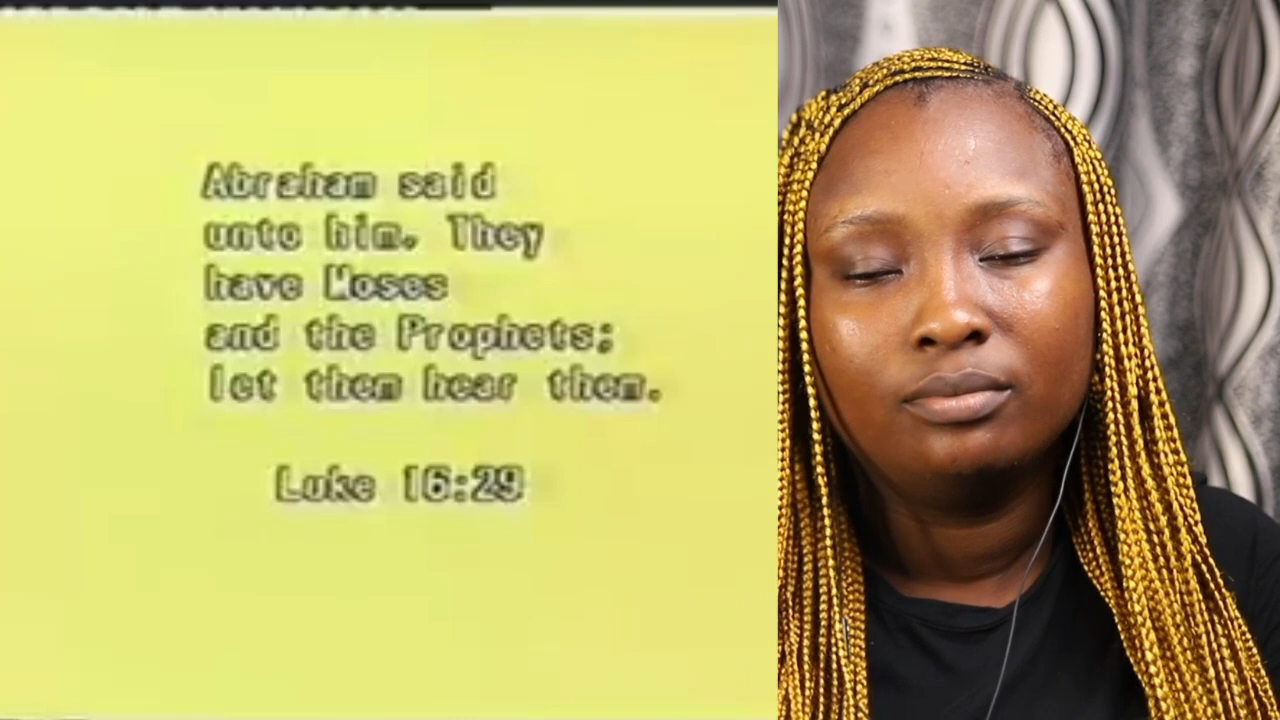 Abraham said
unto him. They
have Moses
and the Prophets;
let them hear them.
Luke 16:29